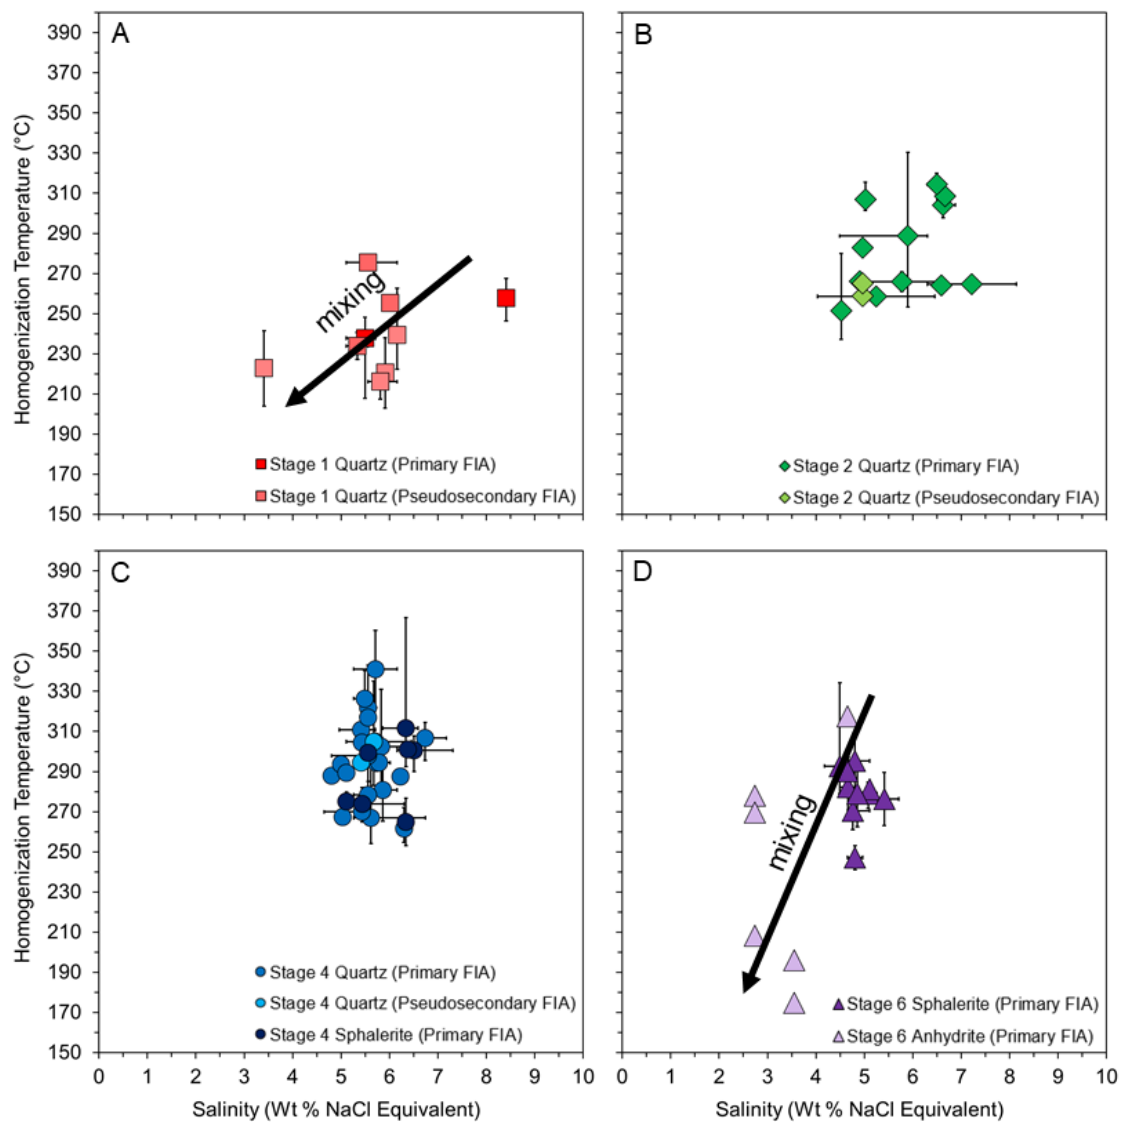 A
B
390
370
350
330
310
290
270
250
230
210
190
170
150
Homogenization Temperature (°C)
mixing
Stage 1 Quartz (Primary FIA)
Stage 1 Quartz (Pseudosecondary FIA)
Stage 2 Quartz (Primary FIA)
Stage 2 Quartz (Pseudosecondary FIA)
C
D
390
370
350
330
310
290
270
250
230
210
190
170
150
Homogenization Temperature (°C)
mixing
Stage 4 Quartz (Primary FIA)
Stage 4 Quartz (Pseudosecondary FIA)
Stage 4 Sphalerite (Primary FIA)
Stage 6 Sphalerite (Primary FIA)
Stage 6 Anhydrite (Primary FIA)
0 1 2 3 4 5 6 7 8 9 10
0 1 2 3 4 5 6 7 8 9 10
Salinity (Wt % NaCl Equivalent)
Salinity (Wt % NaCl Equivalent)